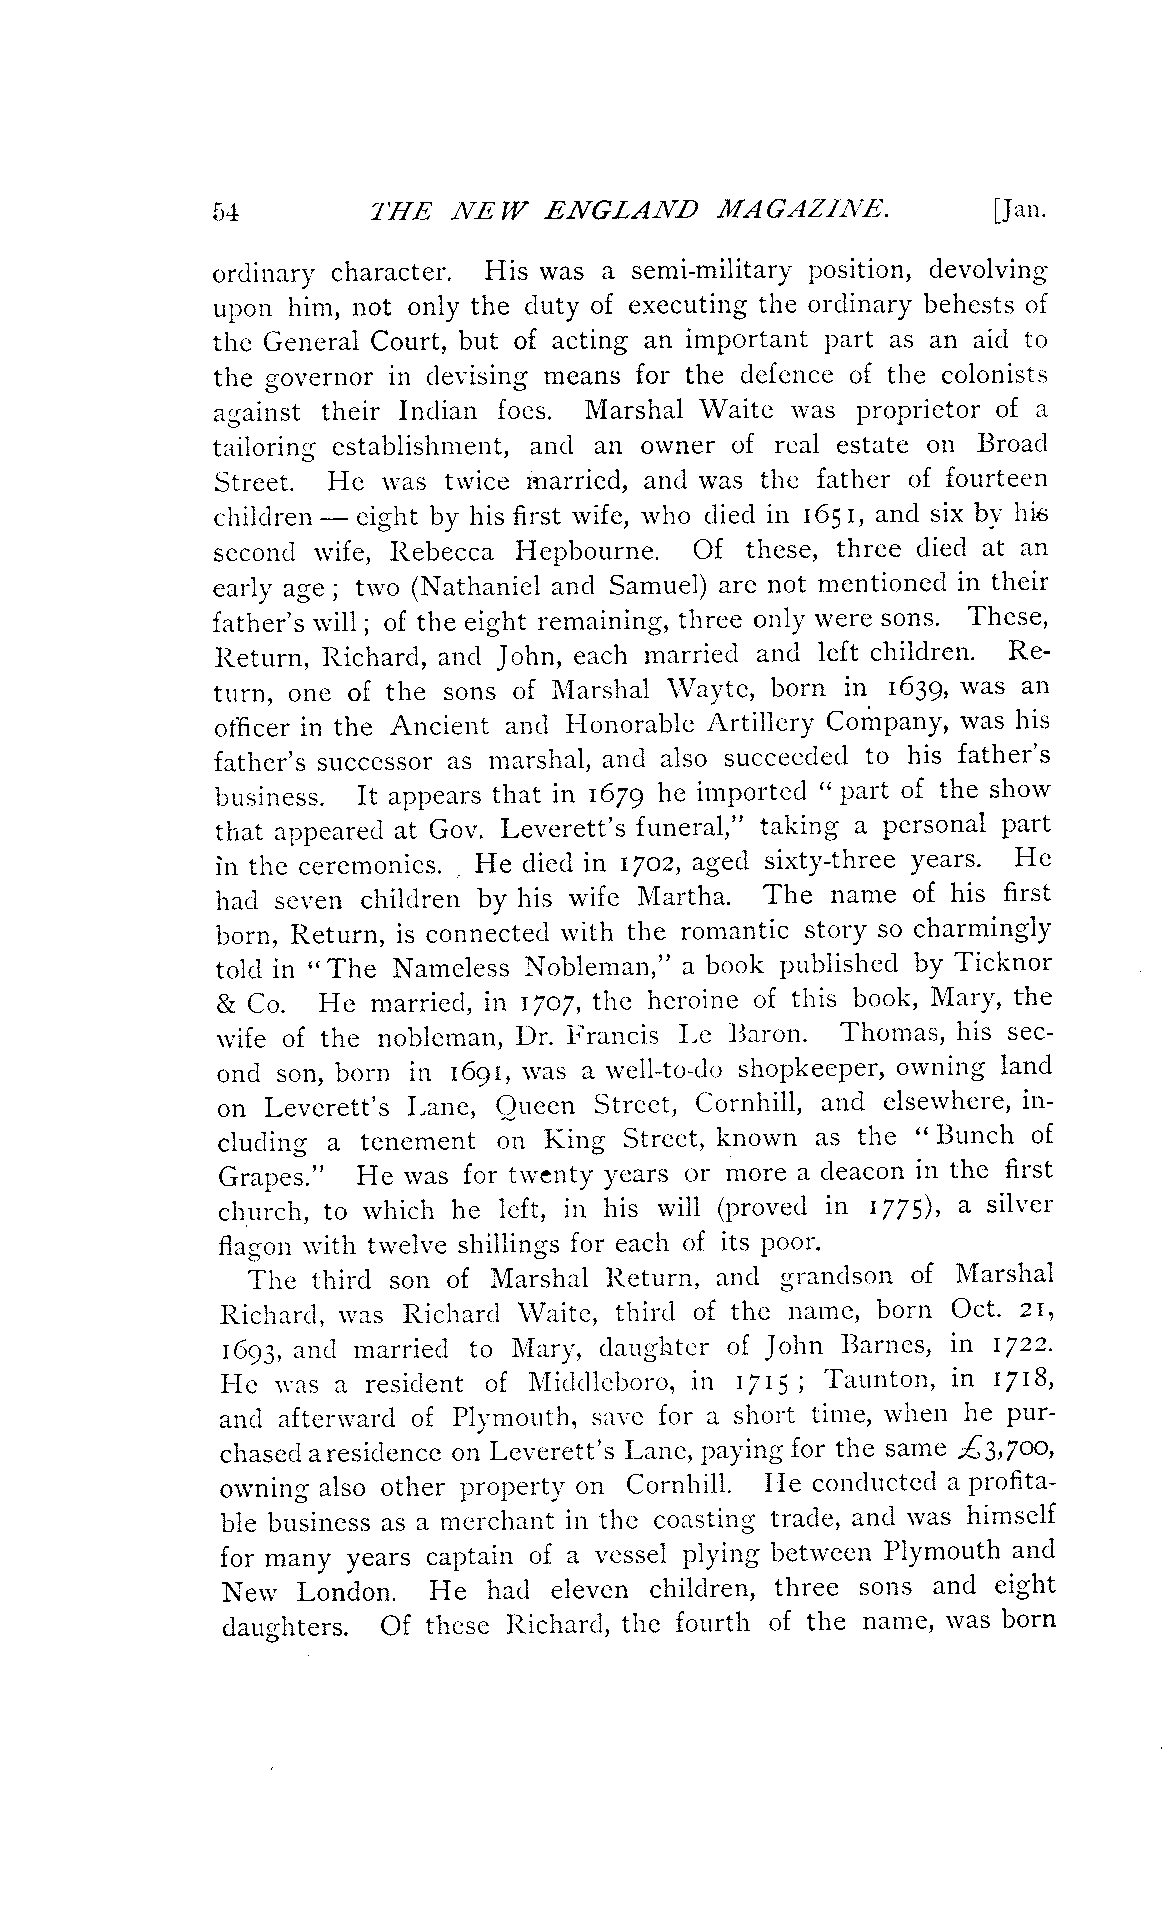 54 THE NEW ENGLAND MAGAZINE. [Jan.
ordinary character. His was a semi-military position, devolving
upon him, not only the duty of executing the ordinary behests of
the General Court, but of acting an important part as an aid to
the governor in devising means for the defence of the colonists
against their Indian foes. Marshal Waite was proprietor of a
tailoring establishment, and an owner of real estate on Broad
Street. He was twice married, and was the father of fourteen
children — eight by his first wife, who died in 1651, and six by his
second wife, Rebecca Hepbourne. Of these, three died at an
early age ; two (Nathaniel and Samuel) are not mentioned in their
father's will ; of the eight remaining, three only were sons. These,
Return, Richard, and John, each married and left children. Re-
turn, one of the sons of Marshal Wayte, born in 1639, was an
officer in the Ancient and Honorable Artillery Company, was his
father's successor as marshal, and also succeeded to his father's
business. It appears that in 1679 he imported " part of the show
that appeared at Gov. Leverett's funeral," taking a personal part
in the ceremonies. He died in 1702, aged sixty-three years. He
had seven children by his wife Martha. The name of his first
born, Return, is connected with the romantic story so charmingly
told in "The Nameless Nobleman," a book published by Ticknor
& Co. He married, in 1707, the heroine of this book, Mary, the
wife of the nobleman, Dr. Francis Le Baron. Thomas, his sec-
ond son, born in 1691, was a well-to-do shopkeeper, owning land
on Leverett's Lane, Queen Street, Cornhill, and elsewhere, in-
cluding a tenement on King Street, known as the " Bunch of
Grapes." He was for twenty years or more a deacon in the first
church, to which he left, in his will (proved in 1775), a silver
flagon with twelve shillings for each of its poor.
The third son of Marshal Return, and grandson of Marshal
Richard, was Richard Waite, third of the name, born Oct. 21,
1693, and married to Mary, daughter of John Barnes, in 1722.
He was a resident of Middleboro, in 1715 ; Taunton, in 1718,
and afterward of Plymouth, save for a short time, when he pur-
chased a residence on Leverett's Lane, paying for the same £3,700,
owning also other property on Cornhill. He conducted a profita-
ble business as a merchant in the coasting trade, and was himself
for many years captain of a vessel plying between Plymouth and
New London. He had eleven children, three sons and eight
daughters. Of these Richard, the fourth of the name, was born